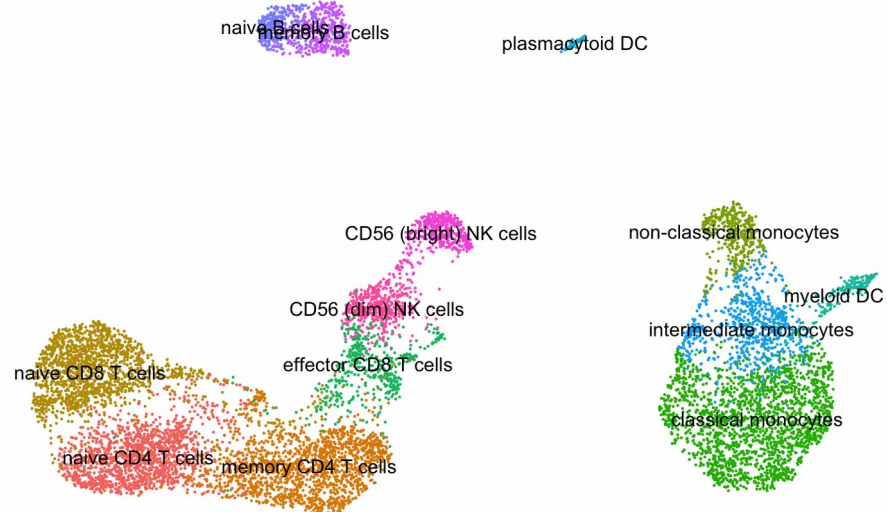 naive B cells
memory B cells
plasmacytoid DC
CD56 (bright) NK cells
non-classical monocytes
myeloid DC
CD56 (dim) NK cells
intermediate monocytes
effector CD8 T cells
naive CD8 T cells
classical monocytes
naive CD4 T cells
memory CD4 T cells